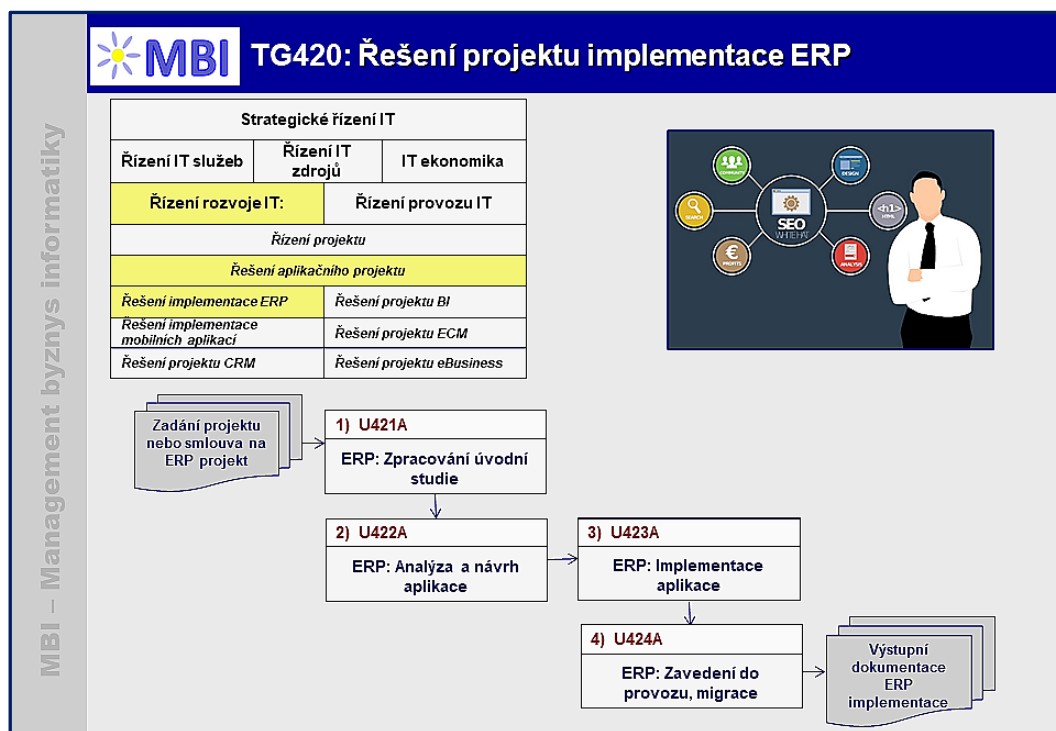 MBI – Management byznys informatiky
MBI
TG420: Řešení projektu implementace ERP
Strategické řízení IT
Řízení IT služeb
Řízení IT
zdrojů
IT ekonomika
Řízení rozvoje IT:
Řízení provozu IT
Řízení projektu
Řešení aplikačního projektu
Řešení implementace ERP
Řešení projektu BI
Řešení implementace
mobilních aplikací
Řešení projektu ECM
Řešení projektu CRM
Řešení projektu eBusiness
COMMUNITY
DESIGN
SEARCH
SEO
WHITEHAT
<h1>
HTML
€
PROFITS
ANALYSIS
Zadání projektu
nebo smlouva na
ERP projekt
1) U421A
ERP: Zpracování úvodní
studie
2) U422A
ERP: Analýza a návrh
aplikace
3) U423A
ERP: Implementace
aplikace
4) U424A
ERP: Zavedení do
provozu, migrace
Výstupní
dokumentace
ERP
implementace